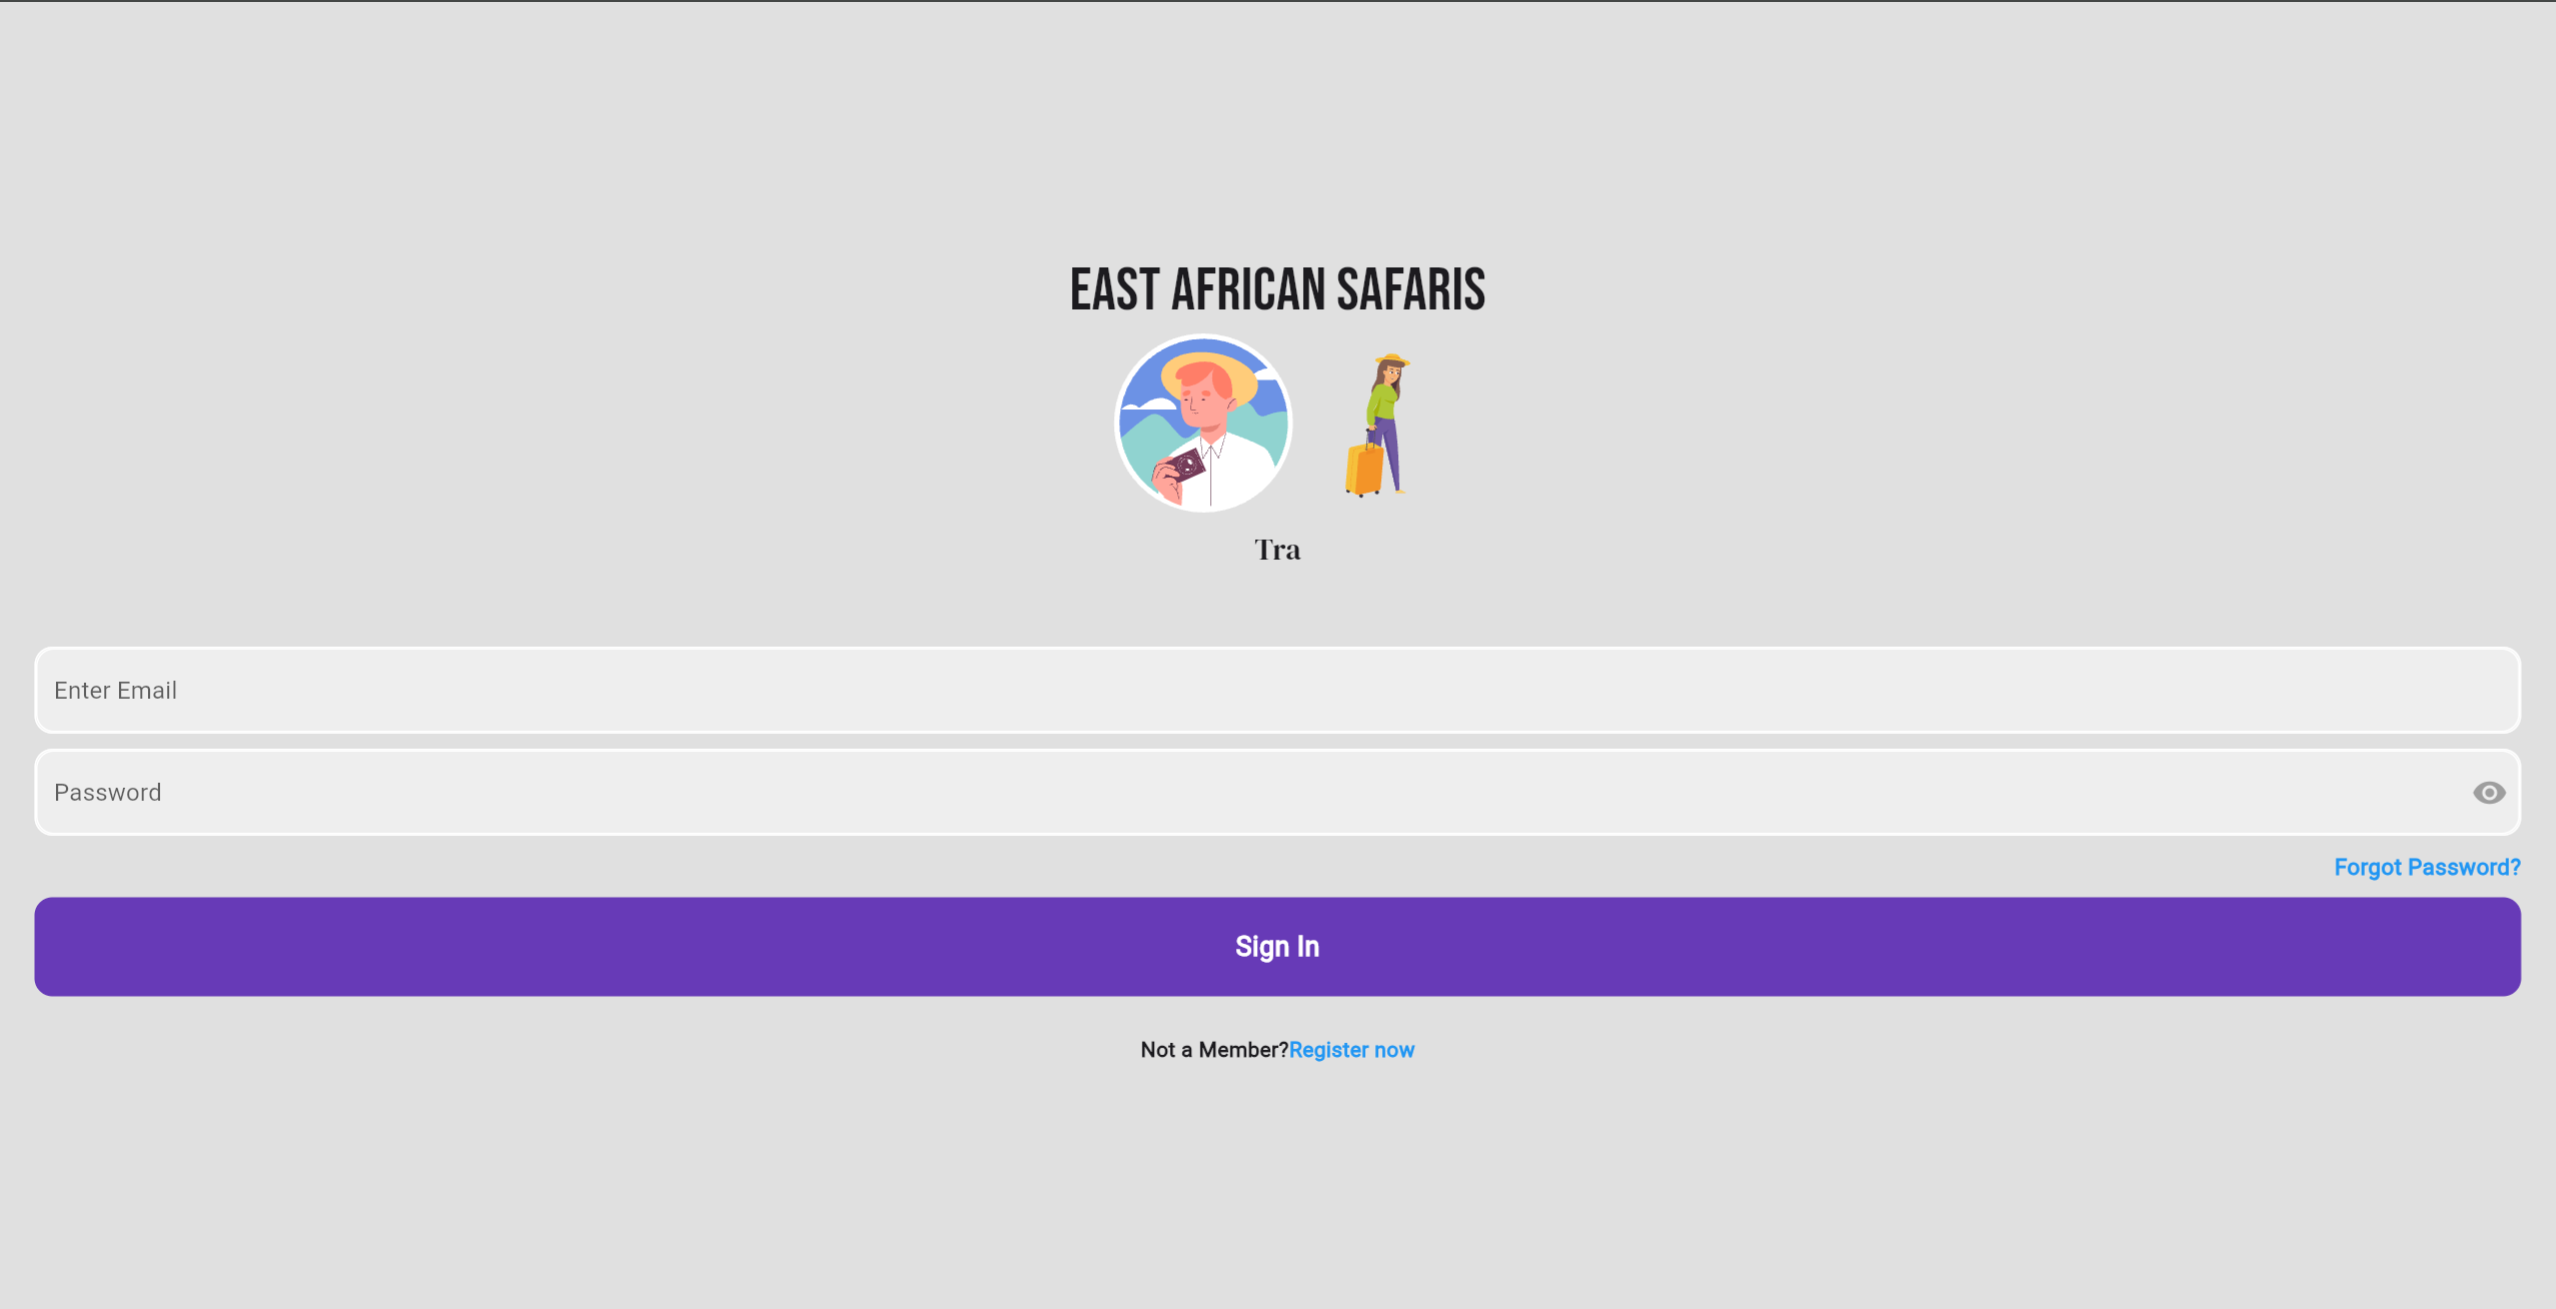 EAST AFRICAN SAFARIS
Tra
Enter Email
Password
Forgot Password?
Sign In
Not a Member?Register now